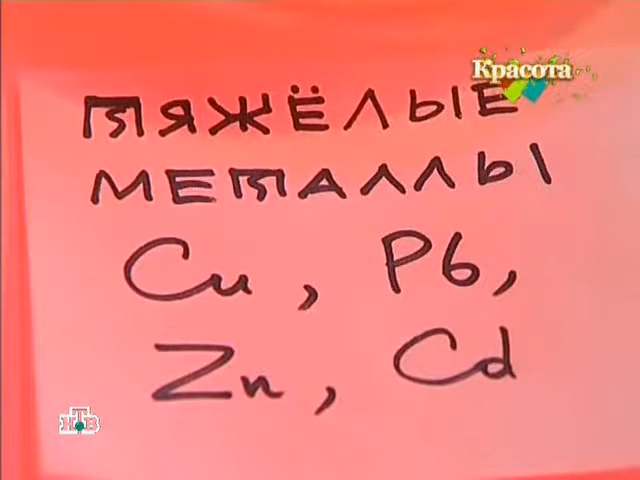 Красота
ТЯЖЁЛЫЕ
МЕТАЛЛЫ
Cu, Pb,
Zn, Cd
НТВ